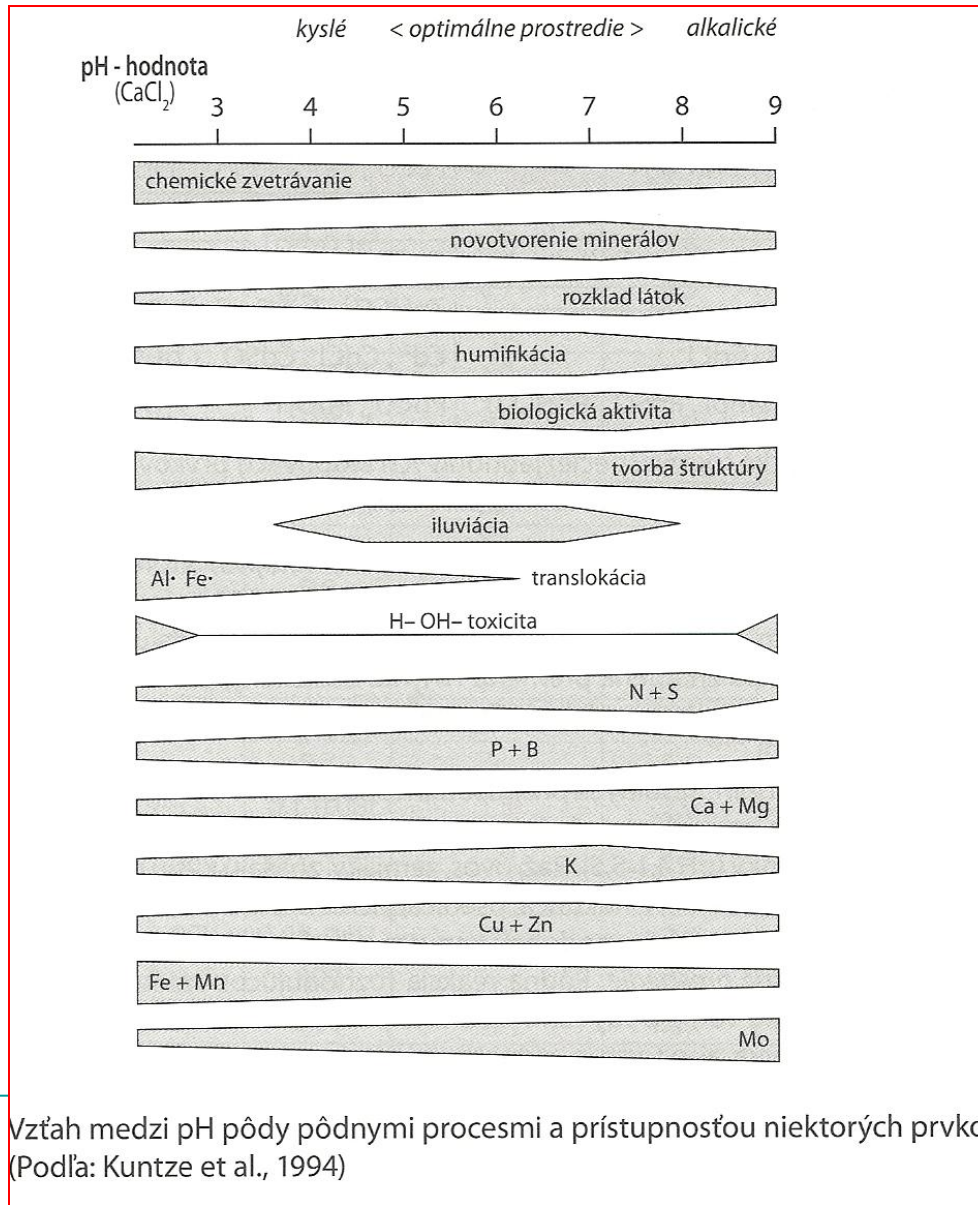 kyslé < optimálne prostredie > alkalické
pH - hodnota
(CaCl₂)
3 4 5 6 7 8 9
chemické zvetrávanie
novotvorenie minerálov
rozklad látok
humifikácia
biologická aktivita
tvorba štruktúry
iluviácia
Al· Fe· translokácia
H– OH– toxicita
N + S
P + B
Ca + Mg
K
Cu + Zn
Fe + Mn
Mo
Vzťah medzi pH pôdy pôdnymi procesmi a prístupnosťou niektorých prvko
(Podľa: Kuntze et al., 1994)